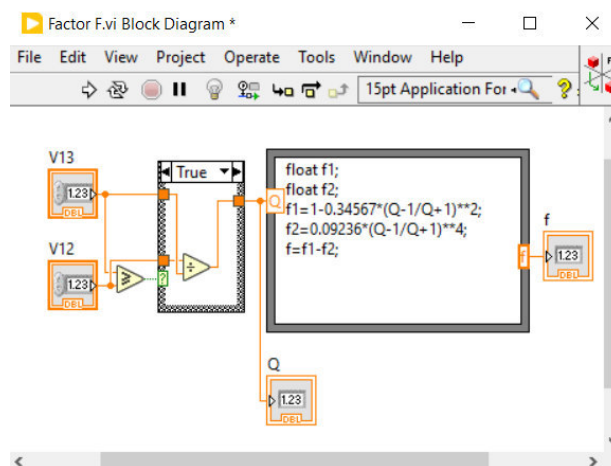 Factor F.vi Block Diagram *
File Edit View Project Operate Tools Window Help
15pt Application For
V13
1.23
DBL
V12
1.23
DBL
True
?
Q
float f1;
float f2;
f1=1-0.34567*(Q-1/Q+1)**2;
f2=0.09236*(Q-1/Q+1)**4;
f=f1-f2;
f
f
1.23
DBL
Q
1.23
DBL